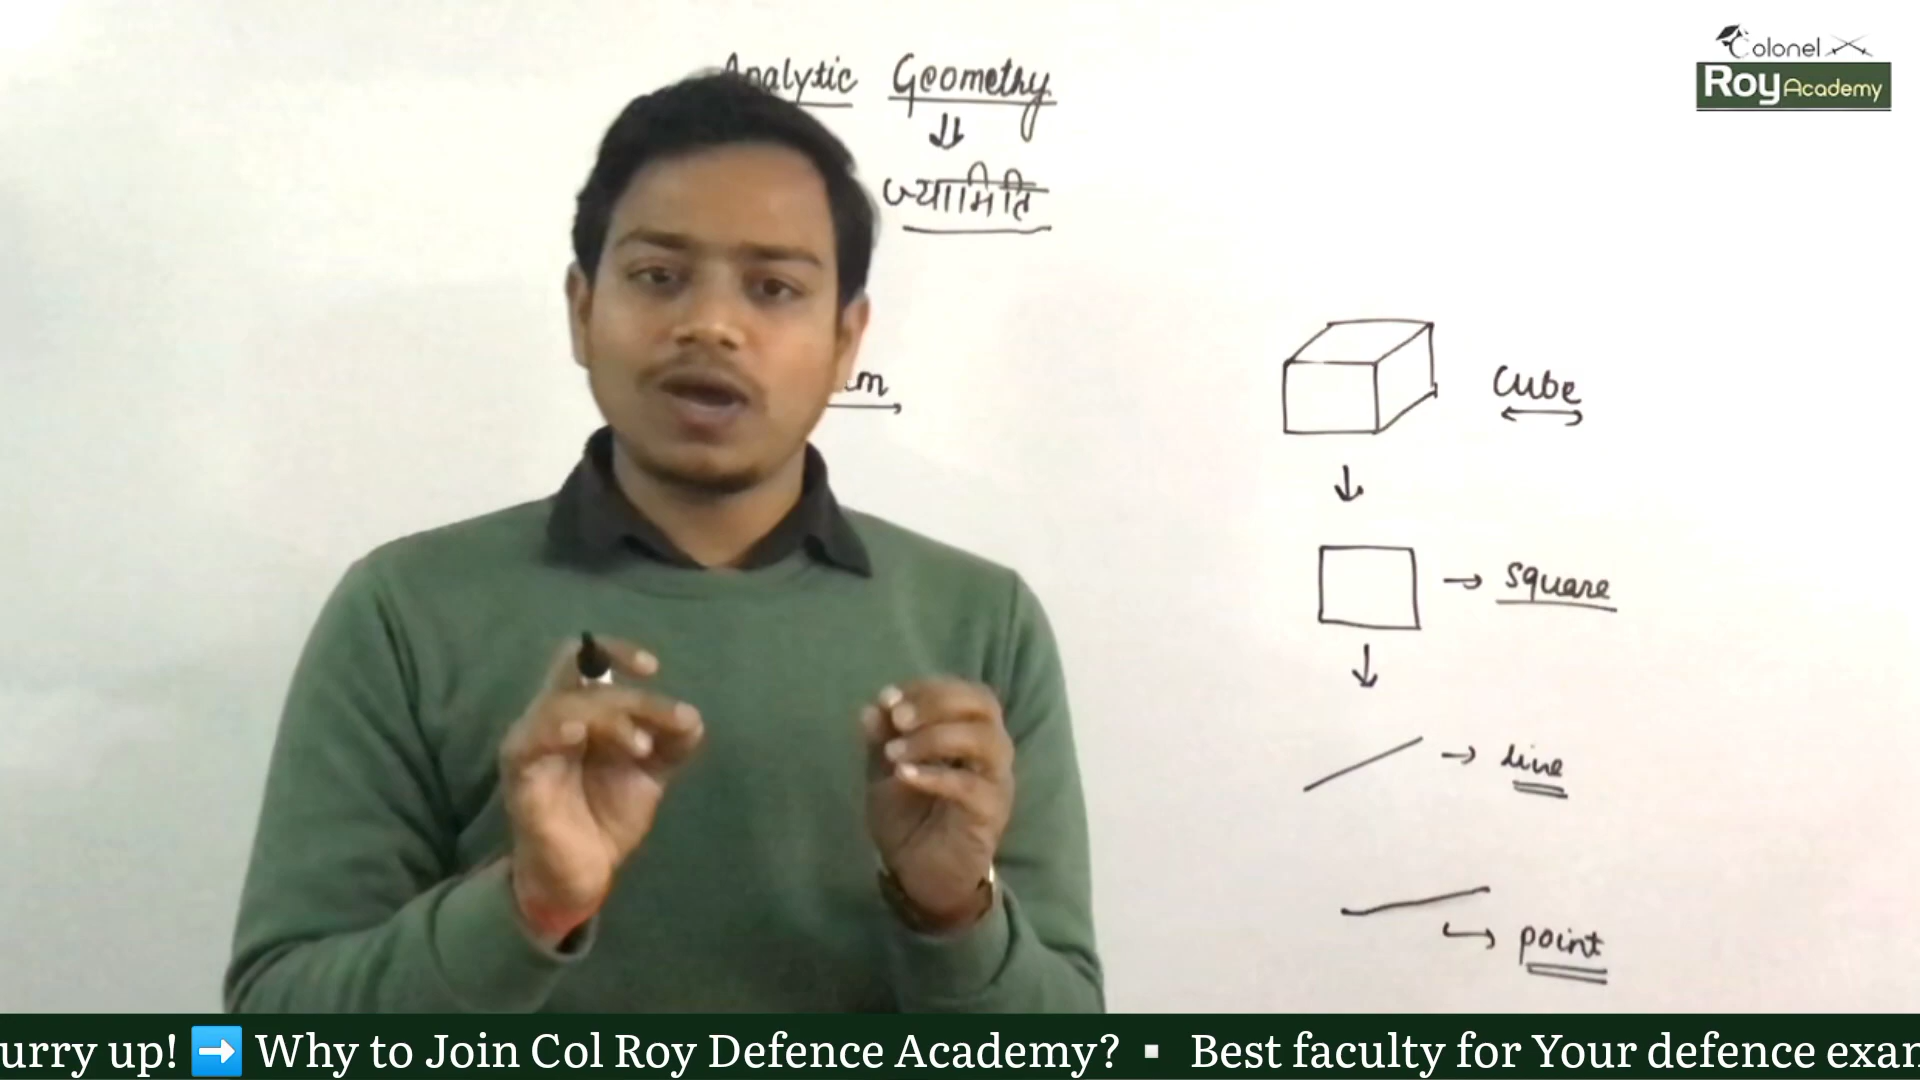 Analytic Geometry
ज्यामिति
Colonel
Roy Academy
cube
square
line
point
urry up! ➡️ Why to Join Col Roy Defence Academy? ▪️ Best faculty for Your defence exan